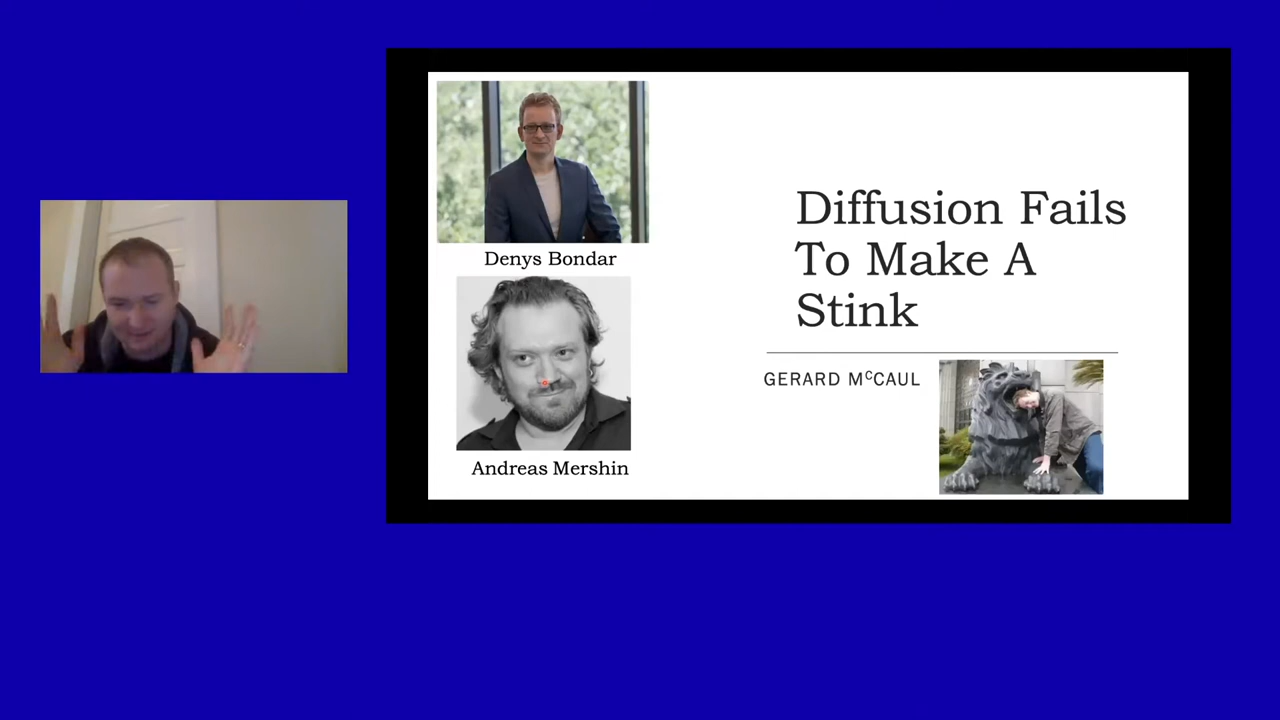 Denys Bondar
Andreas Mershin
Diffusion Fails
To Make A
Stink
GERARD MᶜCAUL